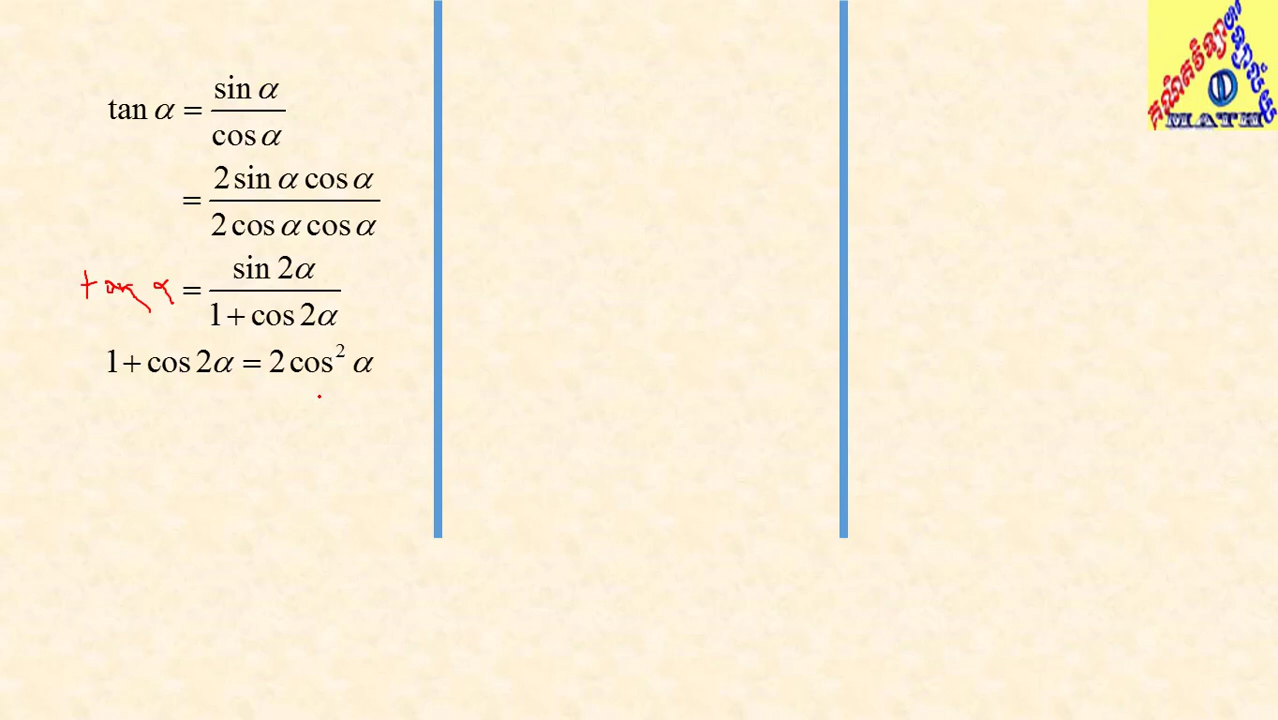 tan α = sin α / cos α
= 2 sin α cos α / 2 cos α cos α
tan α = sin 2α / 1 + cos 2α
1 + cos 2α = 2 cos² α
MATH